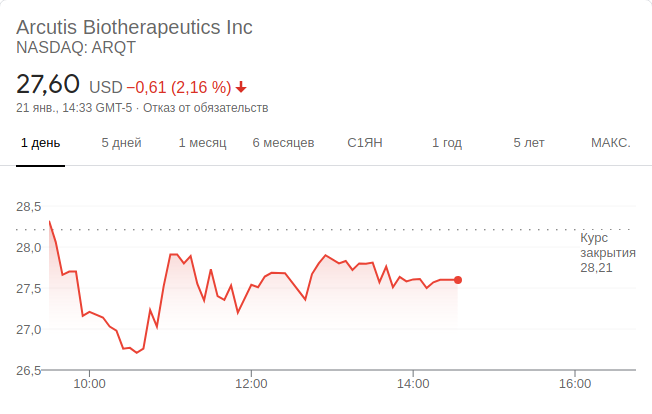 Arcutis Biotherapeutics Inc
NASDAQ: ARQT
27,60 USD −0,61 (2,16 %)
21 янв., 14:33 GMT-5 · Отказ от обязательств
1 день 5 дней 1 месяц 6 месяцев С1ЯН 1 год 5 лет МАКС.
28,5
Курс
закрытия
28,21
28,0
27,5
27,0
26,5
10:00 12:00 14:00 16:00